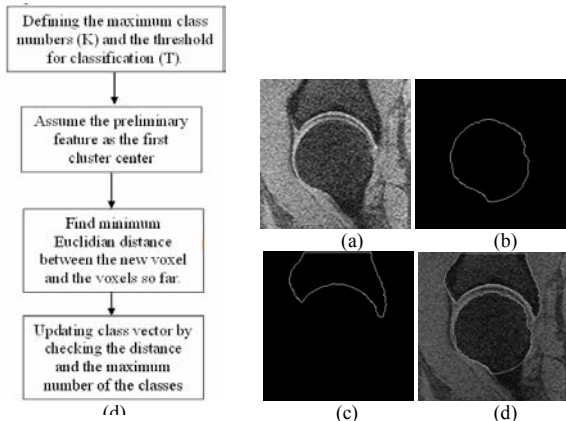 Defining the maximum class
numbers (K) and the threshold
for classification (T).
Assume the preliminary
feature as the first
cluster center
Find minimum
Euclidian distance
between the new voxel
and the voxels so far.
Updating class vector by
checking the distance
and the maximum
number of the classes
(d)
(a)
(b)
(c)
(d)